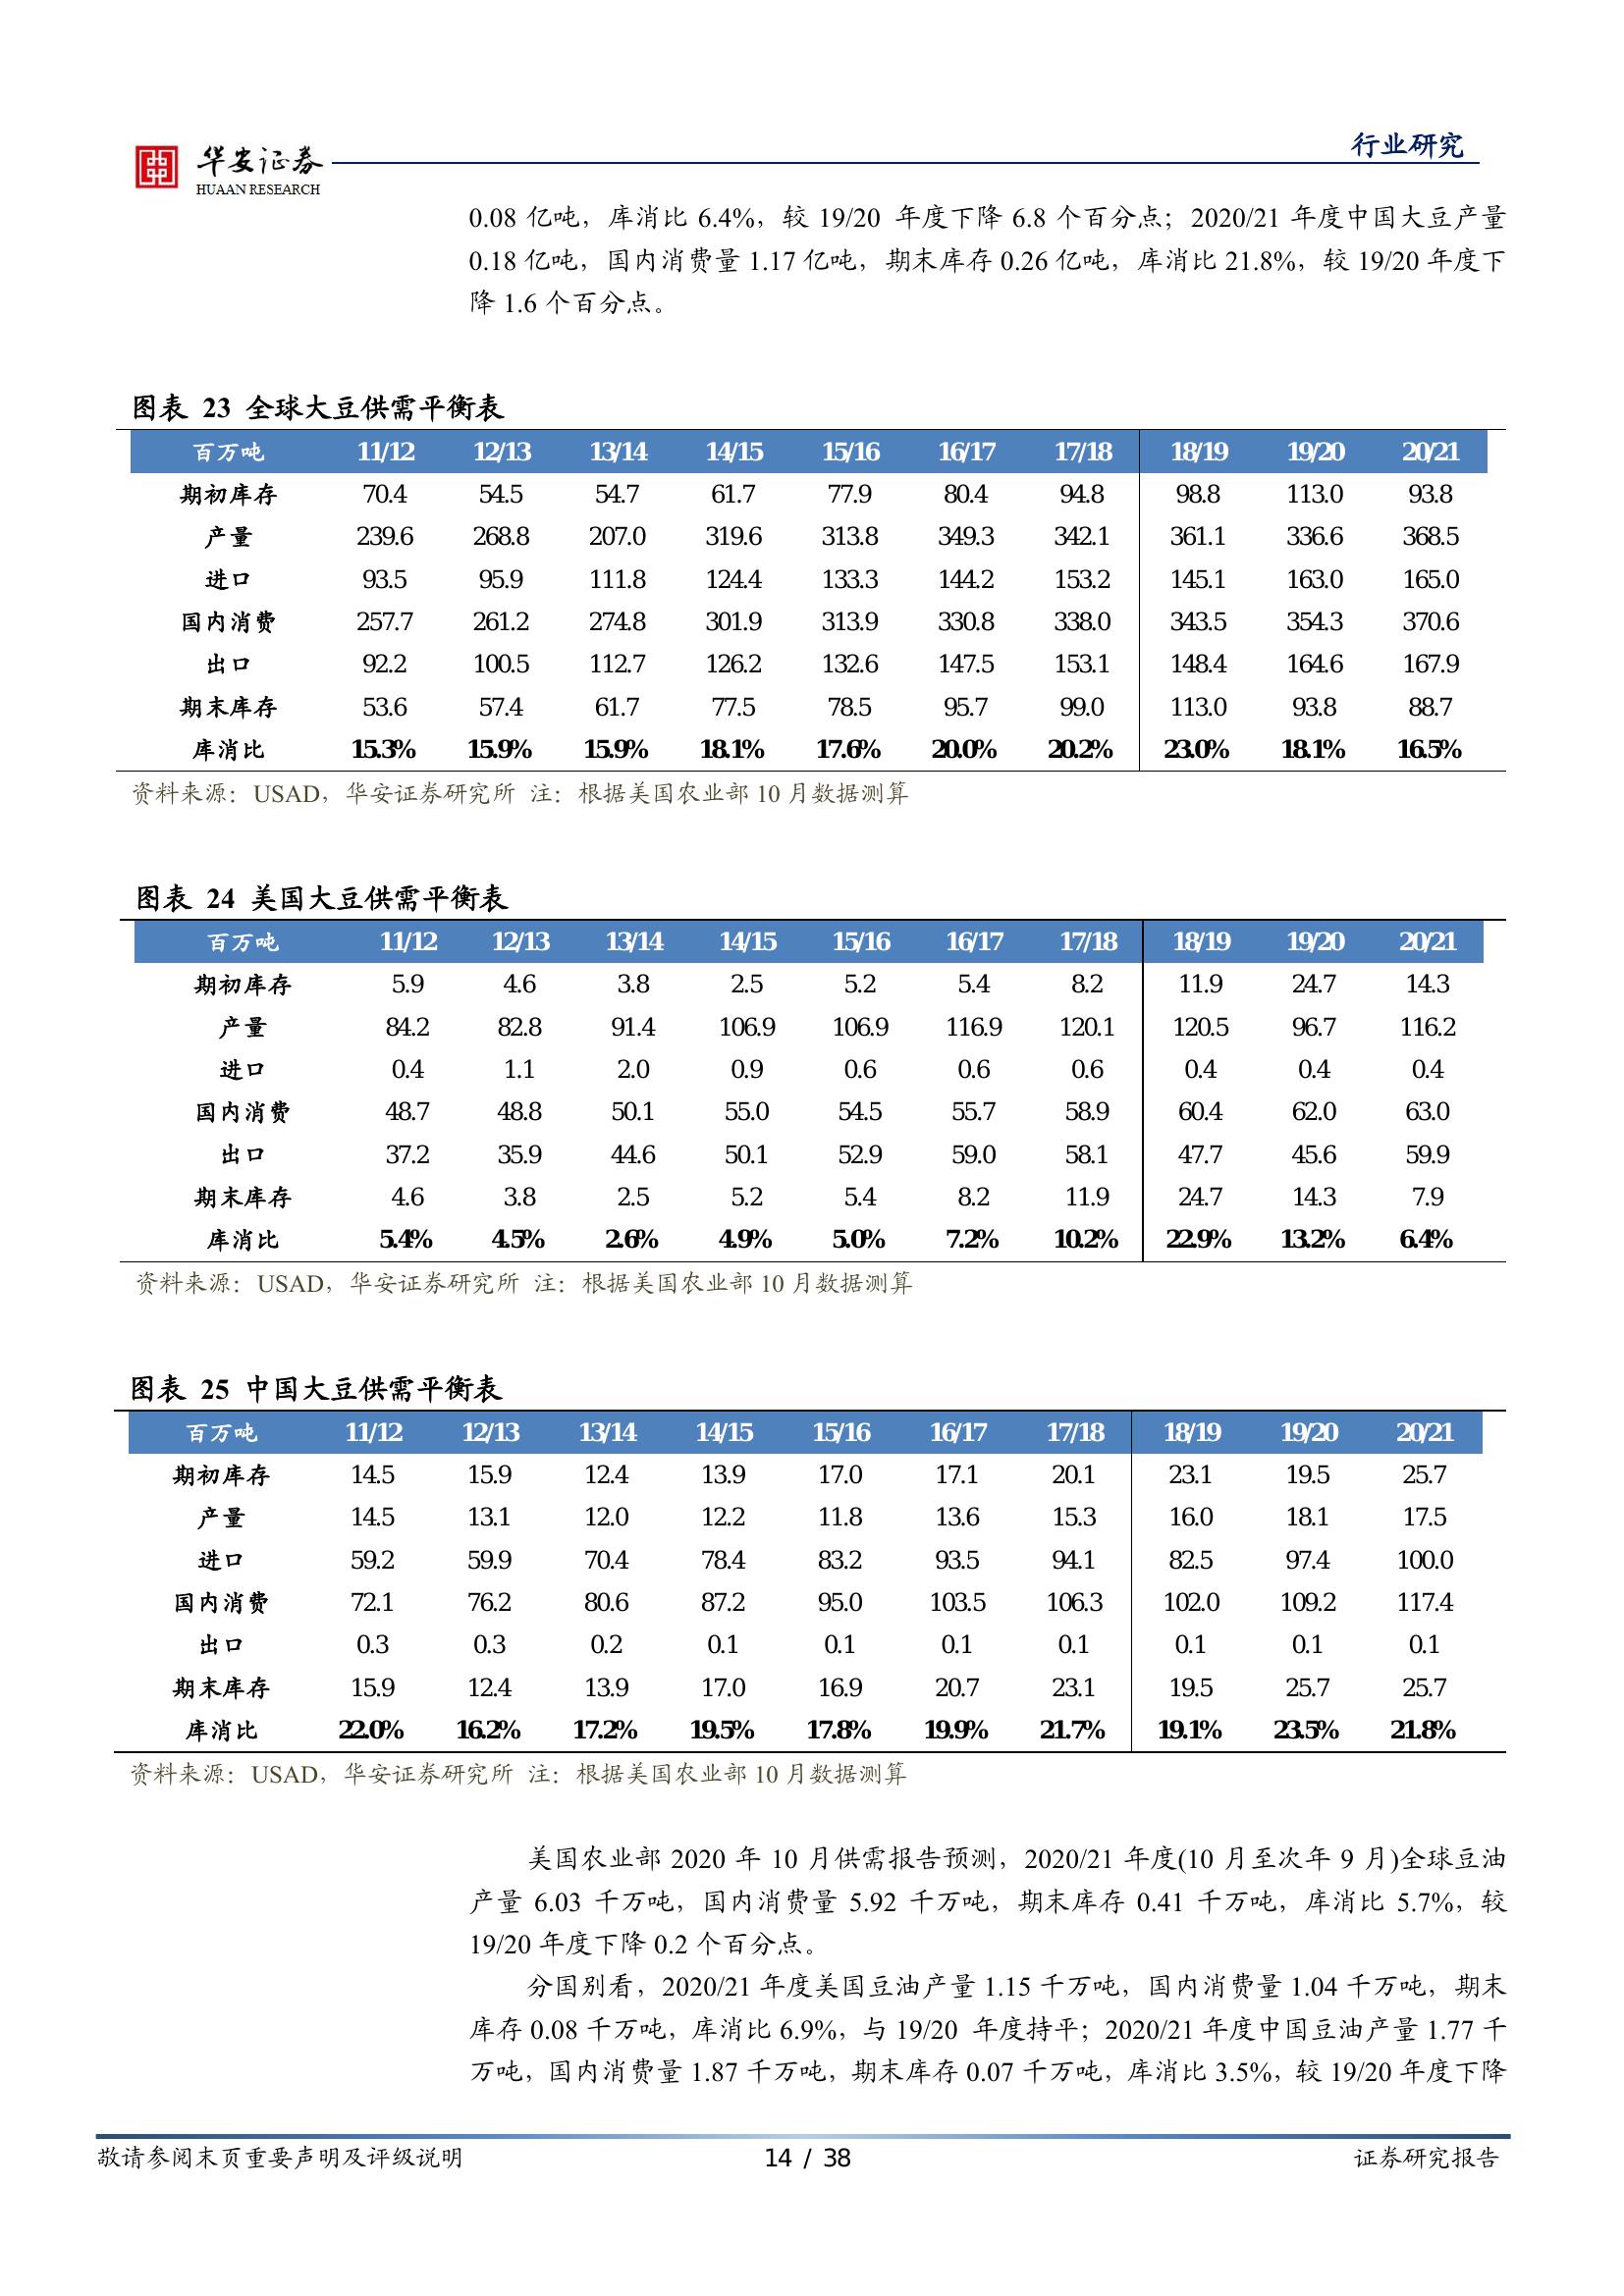 华安证券
HUAAN RESEARCH
行业研究
0.08 亿吨，库消比 6.4%，较 19/20 年度下降 6.8 个百分点；2020/21 年度中国大豆产量
0.18 亿吨，国内消费量 1.17 亿吨，期末库存 0.26 亿吨，库消比 21.8%，较 19/20 年度下
降 1.6 个百分点。
图表 23 全球大豆供需平衡表
百万吨 11/12 12/13 13/14 14/15 15/16 16/17 17/18 18/19 19/20 20/21
期初库存 70.4 54.5 54.7 61.7 77.9 80.4 94.8 98.8 113.0 93.8
产量 239.6 268.8 207.0 319.6 313.8 349.3 342.1 361.1 336.6 368.5
进口 93.5 95.9 111.8 124.4 133.3 144.2 153.2 145.1 163.0 165.0
国内消费 257.7 261.2 274.8 301.9 313.9 330.8 338.0 343.5 354.3 370.6
出口 92.2 100.5 112.7 126.2 132.6 147.5 153.1 148.4 164.6 167.9
期末库存 53.6 57.4 61.7 77.5 78.5 95.7 99.0 113.0 93.8 88.7
库消比 15.3% 15.9% 15.9% 18.1% 17.6% 20.0% 20.2% 23.0% 18.1% 16.5%
资料来源：USAD，华安证券研究所 注：根据美国农业部 10 月数据测算
图表 24 美国大豆供需平衡表
百万吨 11/12 12/13 13/14 14/15 15/16 16/17 17/18 18/19 19/20 20/21
期初库存 5.9 4.6 3.8 2.5 5.2 5.4 8.2 11.9 24.7 14.3
产量 84.2 82.8 91.4 106.9 106.9 116.9 120.1 120.5 96.7 116.2
进口 0.4 1.1 2.0 0.9 0.6 0.6 0.6 0.4 0.4 0.4
国内消费 48.7 48.8 50.1 55.0 54.5 55.7 58.9 60.4 62.0 63.0
出口 37.2 35.9 44.6 50.1 52.9 59.0 58.1 47.7 45.6 59.9
期末库存 4.6 3.8 2.5 5.2 5.4 8.2 11.9 24.7 14.3 7.9
库消比 5.4% 4.5% 2.6% 4.9% 5.0% 7.2% 10.2% 22.9% 13.2% 6.4%
资料来源：USAD，华安证券研究所 注：根据美国农业部 10 月数据测算
图表 25 中国大豆供需平衡表
百万吨 11/12 12/13 13/14 14/15 15/16 16/17 17/18 18/19 19/20 20/21
期初库存 14.5 15.9 12.4 13.9 17.0 17.1 20.1 23.1 19.5 25.7
产量 14.5 13.1 12.0 12.2 11.8 13.6 15.3 16.0 18.1 17.5
进口 59.2 59.9 70.4 78.4 83.2 93.5 94.1 82.5 97.4 100.0
国内消费 72.1 76.2 80.6 87.2 95.0 103.5 106.3 102.0 109.2 117.4
出口 0.3 0.3 0.2 0.1 0.1 0.1 0.1 0.1 0.1 0.1
期末库存 15.9 12.4 13.9 17.0 16.9 20.7 23.1 19.5 25.7 25.7
库消比 22.0% 16.2% 17.2% 19.5% 17.8% 19.9% 21.7% 19.1% 23.5% 21.8%
资料来源：USAD，华安证券研究所 注：根据美国农业部 10 月数据测算
美国农业部 2020 年 10 月供需报告预测，2020/21 年度(10 月至次年 9 月)全球豆油
产量 6.03 千万吨，国内消费量 5.92 千万吨，期末库存 0.41 千万吨，库消比 5.7%，较
19/20 年度下降 0.2 个百分点。
分国别看，2020/21 年度美国豆油产量 1.15 千万吨，国内消费量 1.04 千万吨，期末
库存 0.08 千万吨，库消比 6.9%，与 19/20 年度持平；2020/21 年度中国豆油产量 1.77 千
万吨，国内消费量 1.87 千万吨，期末库存 0.07 千万吨，库消比 3.5%，较 19/20 年度下降
敬请参阅末页重要声明及评级说明 14 / 38 证券研究报告